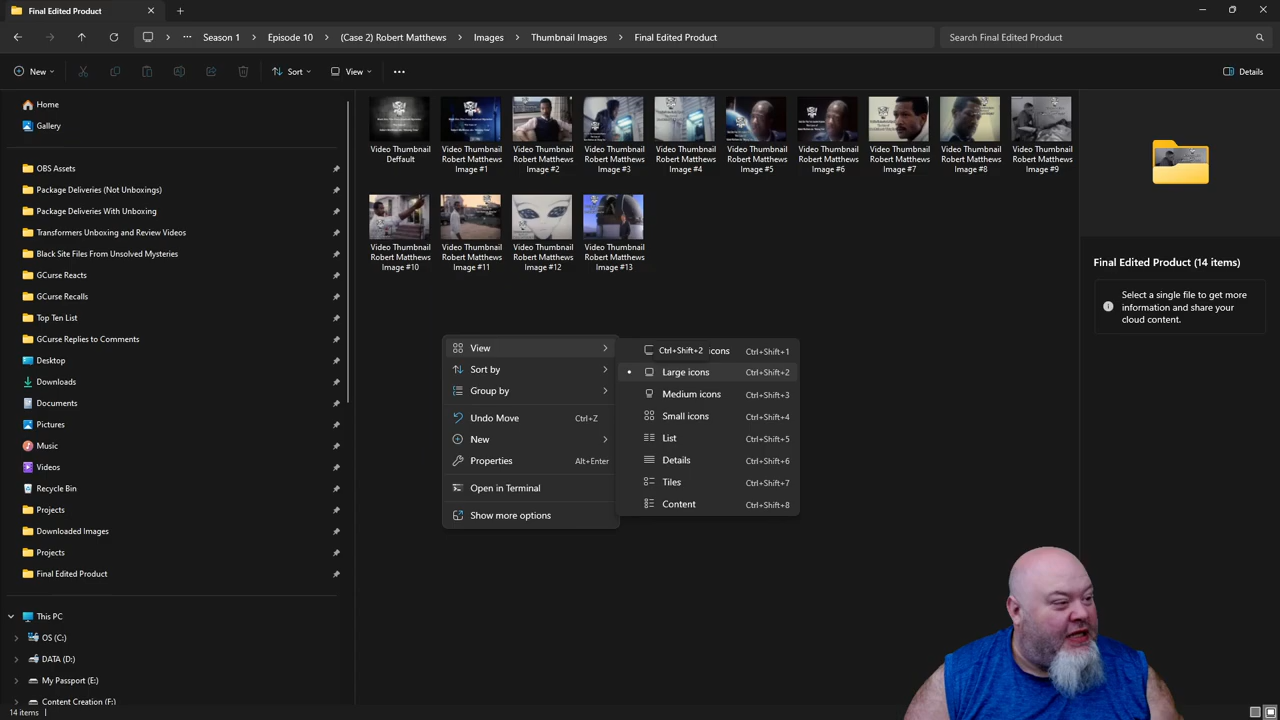 Final Edited Product
Season 1
Episode 10
(Case 2) Robert Matthews
Images
Thumbnail Images
Final Edited Product
Search Final Edited Product
New
Sort
View
Details
Home
Gallery
OBS Assets
Package Deliveries (Not Unboxings)
Package Deliveries With Unboxing
Transformers Unboxing and Review Videos
Black Site Files From Unsolved Mysteries
GCurse Reacts
GCurse Recalls
Top Ten List
GCurse Replies to Comments
Desktop
Downloads
Documents
Pictures
Music
Videos
Recycle Bin
Projects
Downloaded Images
Projects
Final Edited Product
This PC
OS (C:)
DATA (D:)
My Passport (E:)
Content Creation (F:)
14 items
Video Thumbnail
Deffault
Video Thumbnail
Robert Matthews
Image #1
Video Thumbnail
Robert Matthews
Image #2
Video Thumbnail
Robert Matthews
Image #3
Video Thumbnail
Robert Matthews
Image #4
Video Thumbnail
Robert Matthews
Image #5
Video Thumbnail
Robert Matthews
Image #6
Video Thumbnail
Robert Matthews
Image #7
Video Thumbnail
Robert Matthews
Image #8
Video Thumbnail
Robert Matthews
Image #9
Video Thumbnail
Robert Matthews
Image #10
Video Thumbnail
Robert Matthews
Image #11
Video Thumbnail
Robert Matthews
Image #12
Video Thumbnail
Robert Matthews
Image #13
View
Sort by
Group by
Undo Move Ctrl+Z
New
Properties Alt+Enter
Open in Terminal
Show more options
Ctrl+Shift+2 icons Ctrl+Shift+1
Large icons Ctrl+Shift+2
Medium icons Ctrl+Shift+3
Small icons Ctrl+Shift+4
List Ctrl+Shift+5
Details Ctrl+Shift+6
Tiles Ctrl+Shift+7
Content Ctrl+Shift+8
Final Edited Product (14 items)
Select a single file to get more
information and share your
cloud content.